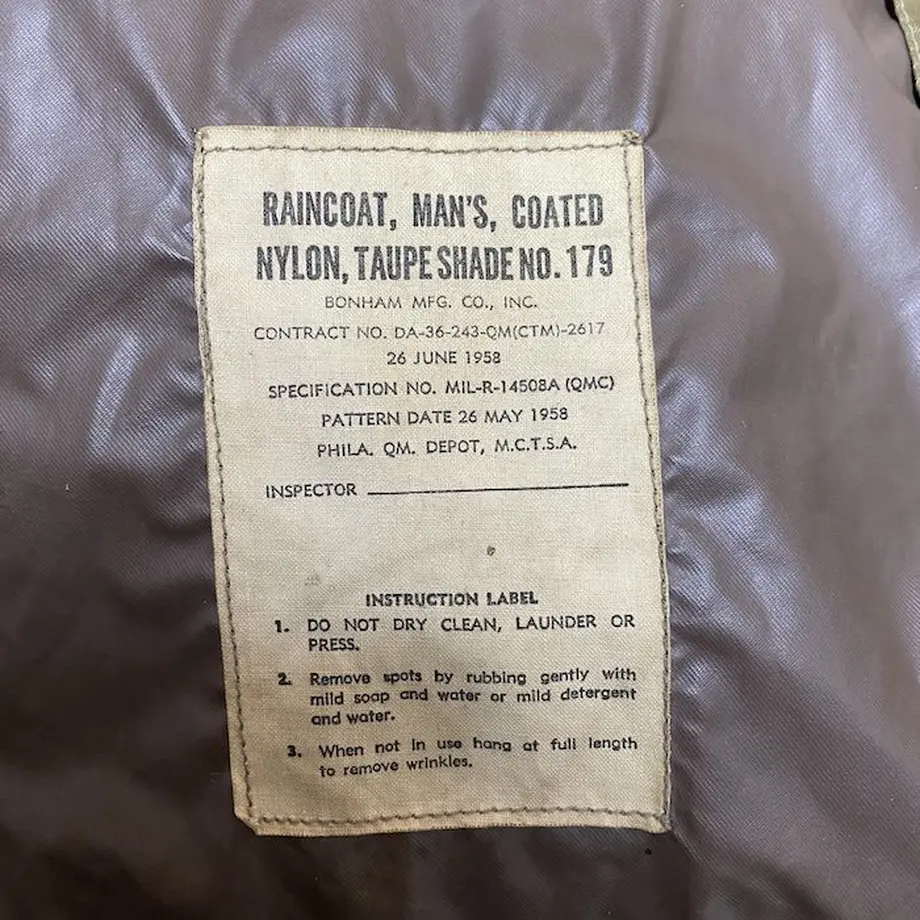 RAINCOAT, MAN'S, COATED
NYLON, TAUPE SHADE NO. 179
BONHAM MFG. CO., INC.
CONTRACT NO. DA-36-243-QM(CTM)-2617
26 JUNE 1958
SPECIFICATION NO. MIL-R-14508A (QMC)
PATTERN DATE 26 MAY 1958
PHILA. QM. DEPOT, M.C.T.S.A.
INSPECTOR
INSTRUCTION LABEL
1. DO NOT DRY CLEAN, LAUNDER OR
PRESS.
2. Remove spots by rubbing gently with
mild soap and water or mild detergent
and water.
3. When not in use hang at full length
to remove wrinkles.